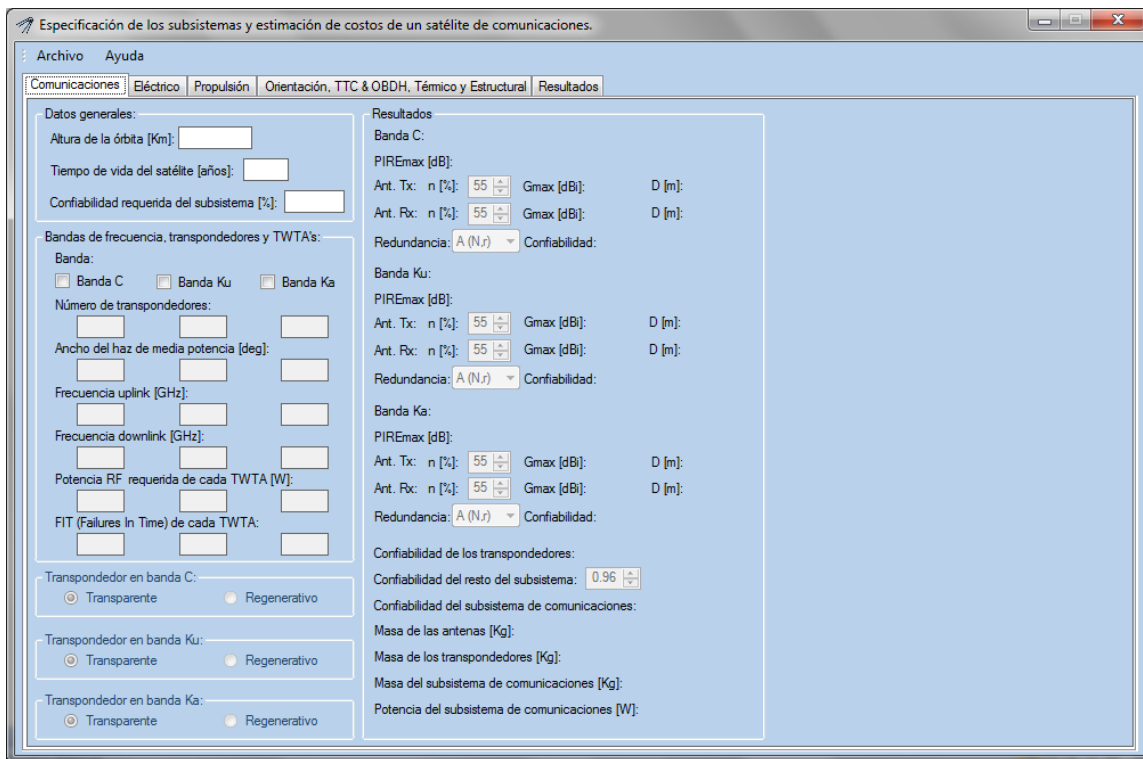 Especificación de los subsistemas y estimación de costos de un satélite de comunicaciones.
Archivo Ayuda
Comunicaciones Eléctrico Propulsión Orientación, TTC & OBDH, Térmico y Estructural Resultados
Datos generales:
Altura de la órbita [Km]:
Tiempo de vida del satélite [años]:
Confiabilidad requerida del subsistema [%]:
Bandas de frecuencia, transpondedores y TWTA's:
Banda:
Banda C Banda Ku Banda Ka
Número de transpondedores:
Ancho del haz de media potencia [deg]:
Frecuencia uplink [GHz]:
Frecuencia downlink [GHz]:
Potencia RF requerida de cada TWTA [W]:
FIT (Failures In Time) de cada TWTA:
Transpondedor en banda C:
Transparente Regenerativo
Transpondedor en banda Ku:
Transparente Regenerativo
Transpondedor en banda Ka:
Transparente Regenerativo
Resultados
Banda C:
PIREmax [dB]:
Ant. Tx: n [%]: 55 Gmax [dBi]: D [m]:
Ant. Rx: n [%]: 55 Gmax [dBi]: D [m]:
Redundancia: A (N,r) Confiabilidad:
Banda Ku:
PIREmax [dB]:
Ant. Tx: n [%]: 55 Gmax [dBi]: D [m]:
Ant. Rx: n [%]: 55 Gmax [dBi]: D [m]:
Redundancia: A (N,r) Confiabilidad:
Banda Ka:
PIREmax [dB]:
Ant. Tx: n [%]: 55 Gmax [dBi]: D [m]:
Ant. Rx: n [%]: 55 Gmax [dBi]: D [m]:
Redundancia: A (N,r) Confiabilidad:
Confiabilidad de los transpondedores:
Confiabilidad del resto del subsistema: 0.96
Confiabilidad del subsistema de comunicaciones:
Masa de las antenas [Kg]:
Masa de los transpondedores [Kg]:
Masa del subsistema de comunicaciones [Kg]:
Potencia del subsistema de comunicaciones [W]: